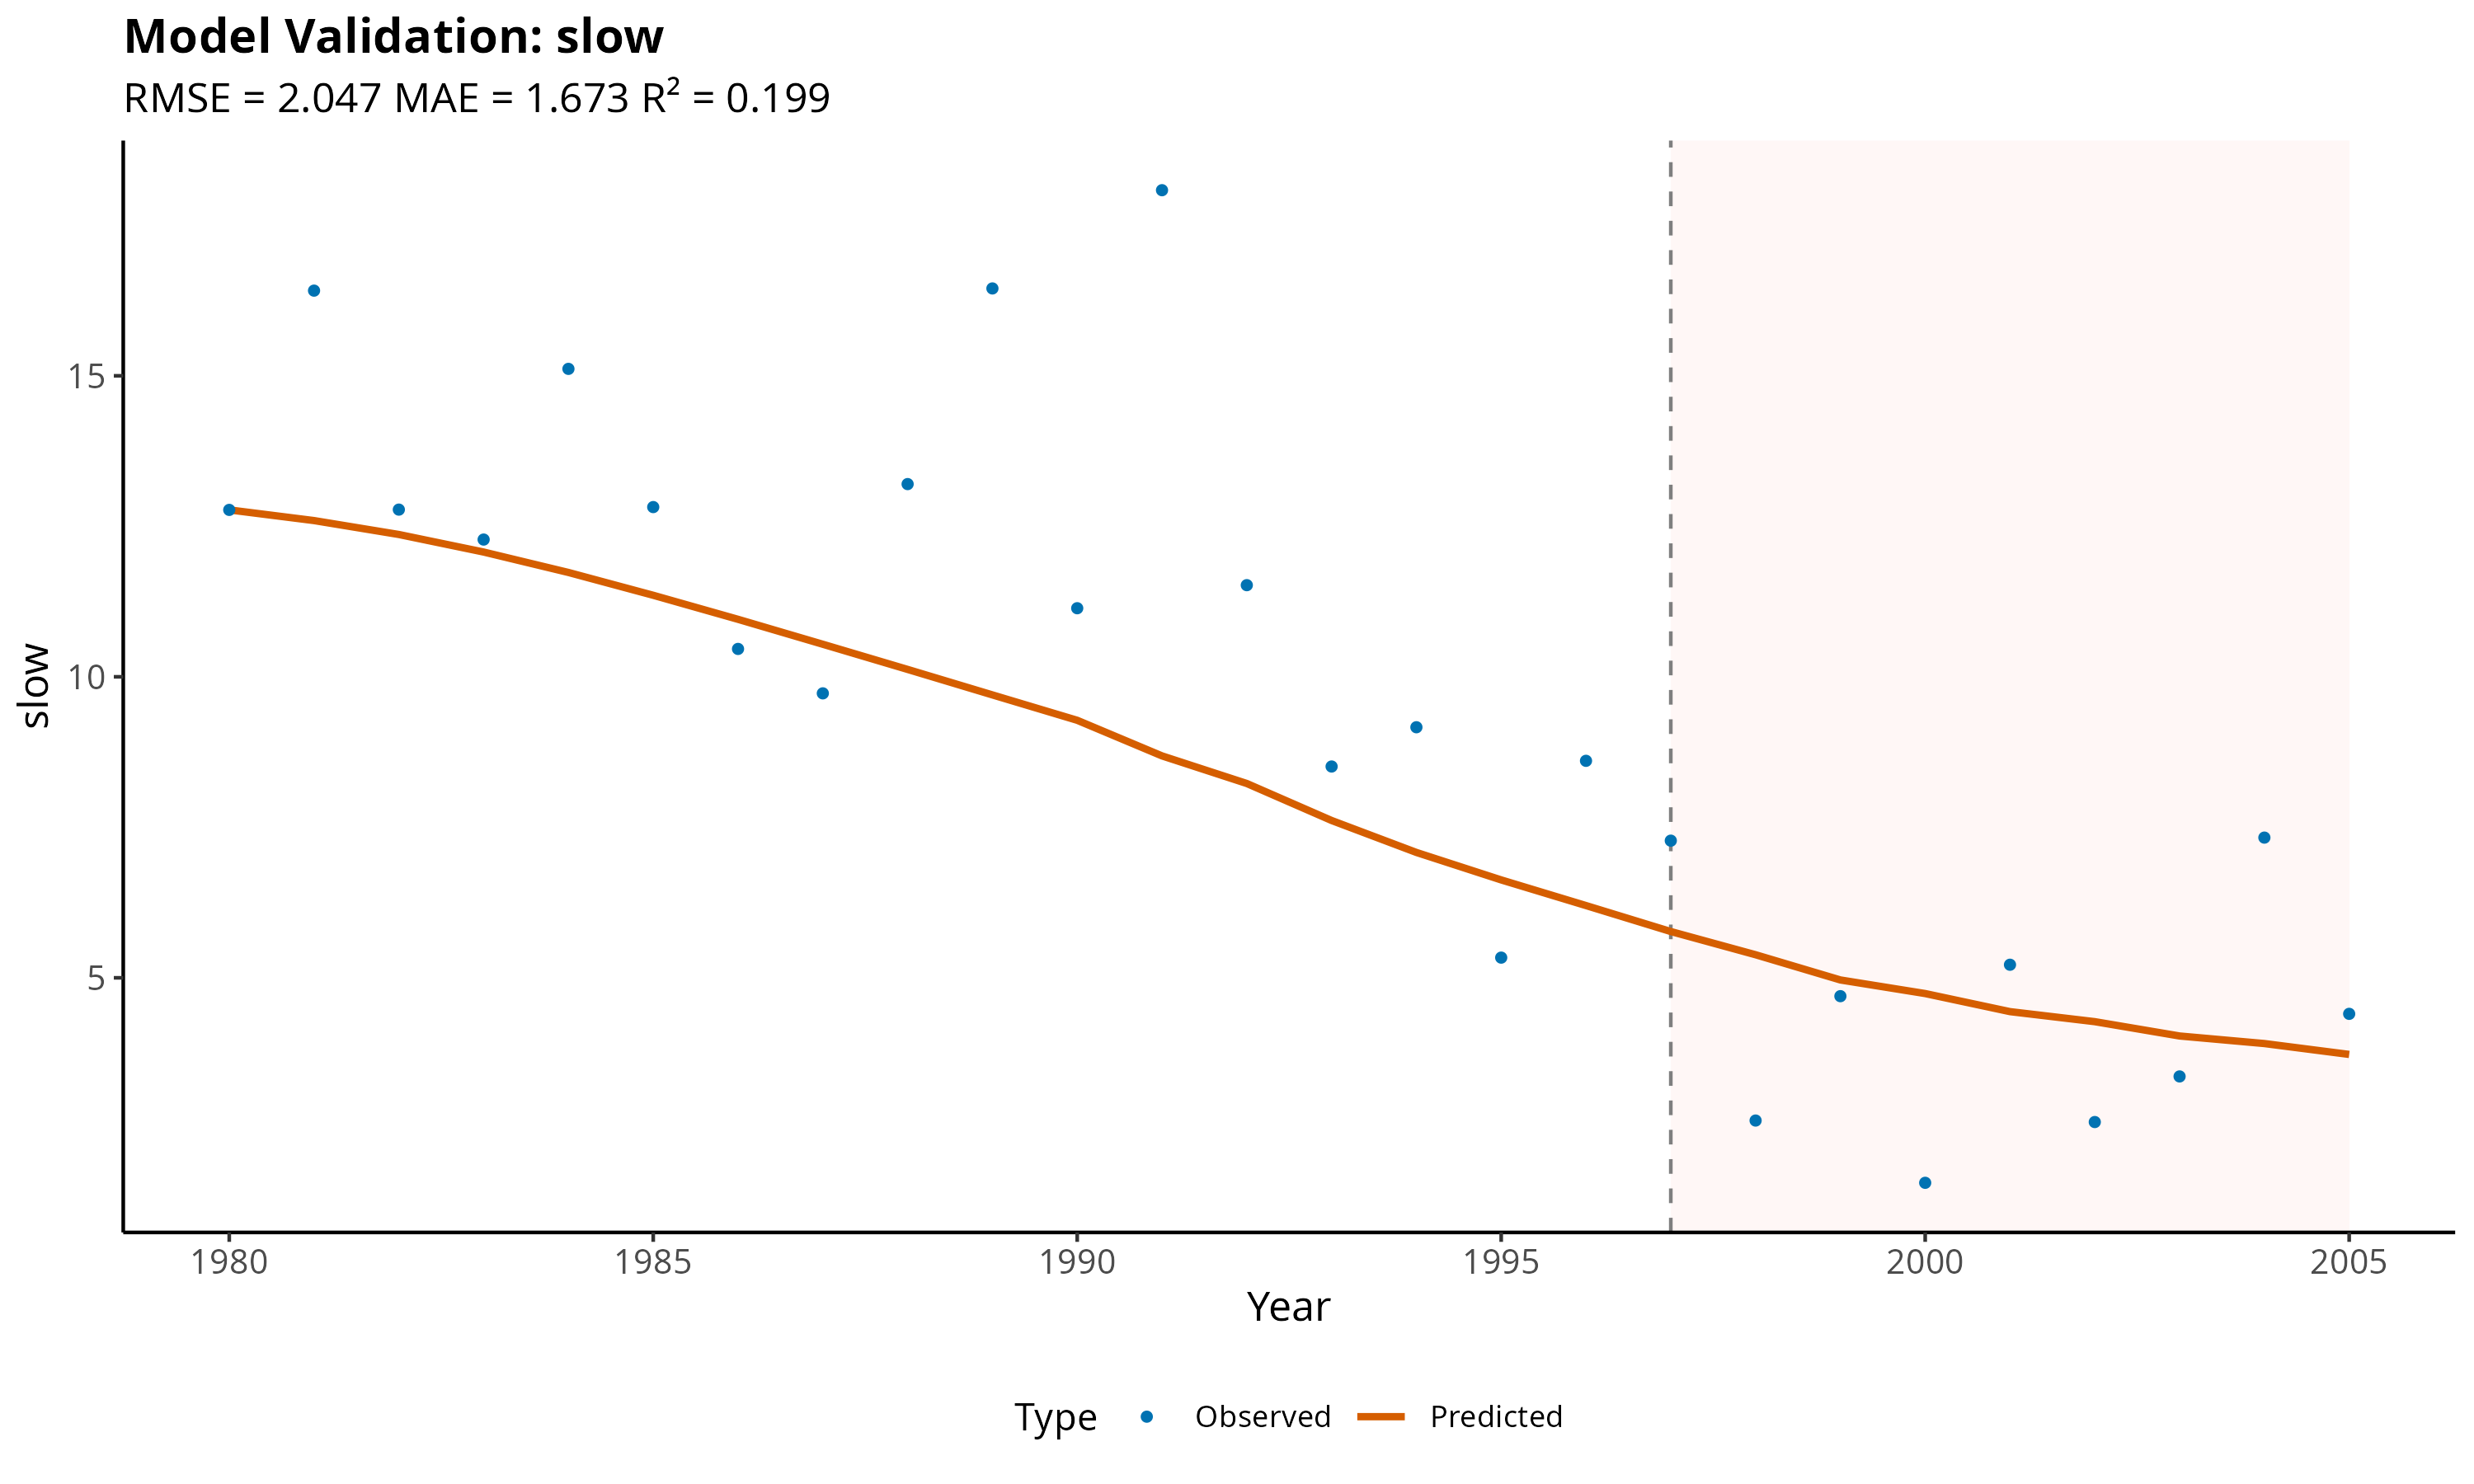 Model Validation: slow
RMSE = 2.047 MAE = 1.673 R² = 0.199
slow
15
10
5
1980 1985 1990 1995 2000 2005
Year
Type Observed Predicted